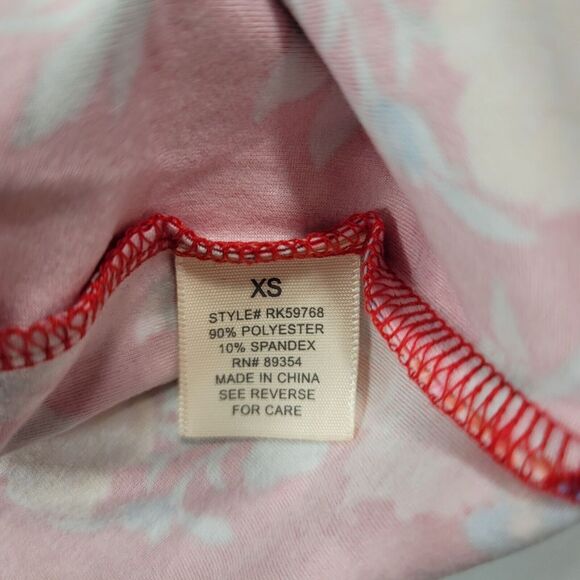 XS
STYLE# RK59768
90% POLYESTER
10% SPANDEX
RN# 89354
MADE IN CHINA
SEE REVERSE
FOR CARE